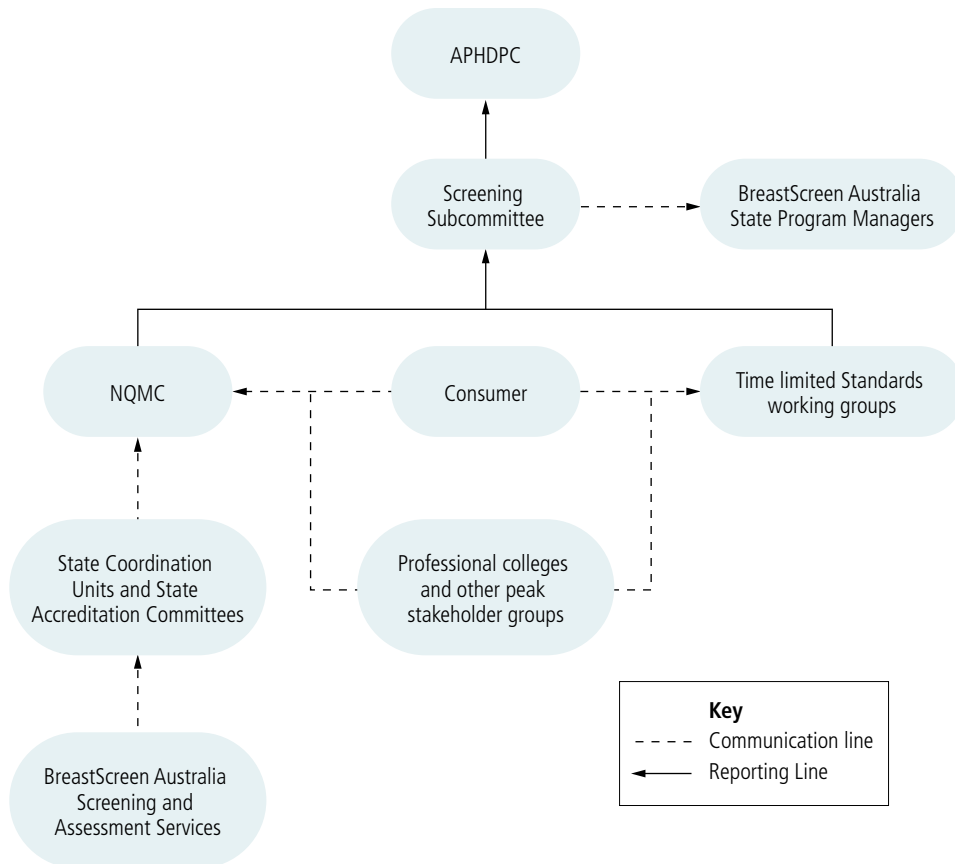 APHDPC
Screening
Subcommittee
BreastScreen Australia
State Program Managers
NQMC
Consumer
Time limited Standards
working groups
State Coordination
Units and State
Accreditation Committees
Professional colleges
and other peak
stakeholder groups
BreastScreen Australia
Screening and
Assessment Services
Key
Communication line
Reporting Line